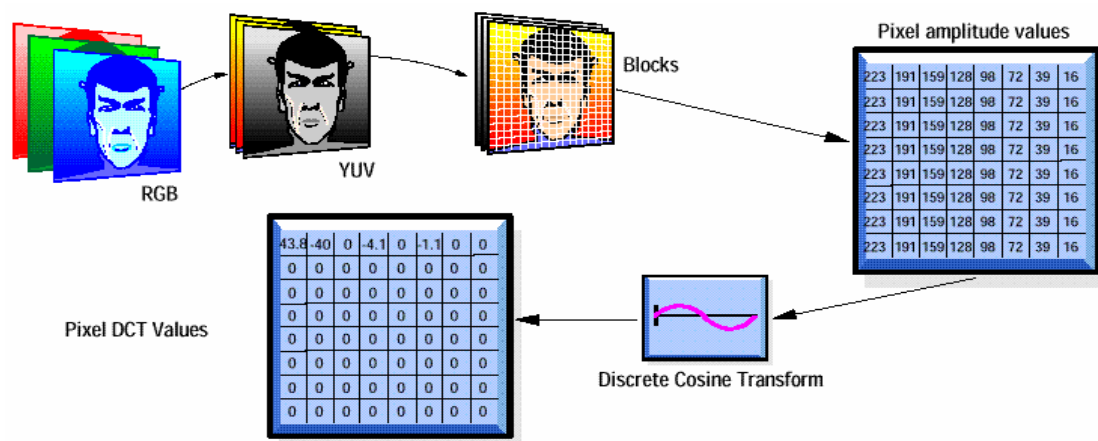 RGB
YUV
Blocks
Pixel amplitude values
223 191 159 128 98 72 39 16
223 191 159 128 98 72 39 16
223 191 159 128 98 72 39 16
223 191 159 128 98 72 39 16
223 191 159 128 98 72 39 16
223 191 159 128 98 72 39 16
223 191 159 128 98 72 39 16
223 191 159 128 98 72 39 16
Discrete Cosine Transform
Pixel DCT Values
43.8 -40 0 -4.1 0 -1.1 0 0
0 0 0 0 0 0 0 0
0 0 0 0 0 0 0 0
0 0 0 0 0 0 0 0
0 0 0 0 0 0 0 0
0 0 0 0 0 0 0 0
0 0 0 0 0 0 0 0
0 0 0 0 0 0 0 0